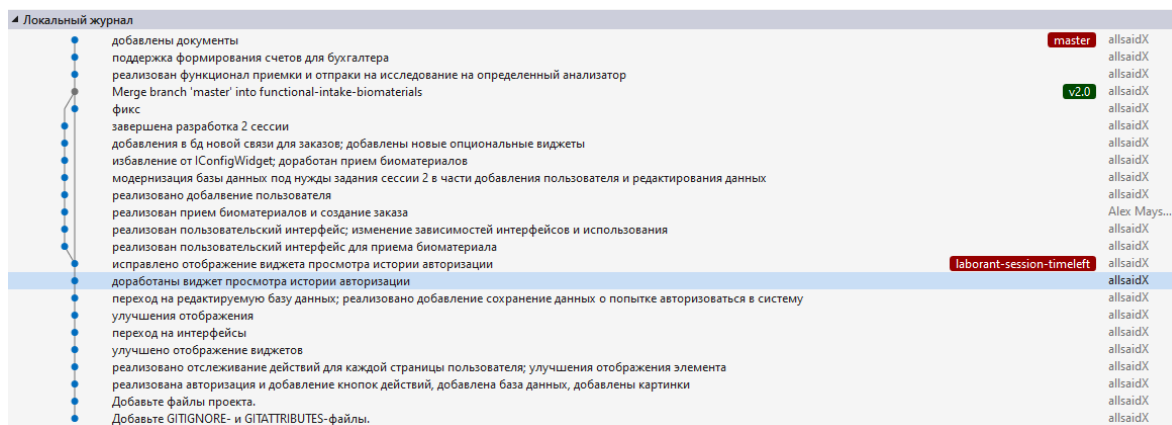 Локальный журнал
добавлены документы master allsaidX
поддержка формирования счетов для бухгалтера allsaidX
реализован функционал приемки и отпраки на исследование на определенный анализатор allsaidX
Merge branch 'master' into functional-intake-biomaterials v2.0 allsaidX
фикс allsaidX
завершена разработка 2 сессии allsaidX
добавления в бд новой связи для заказов; добавлены новые опциональные виджеты allsaidX
избавление от IConfigWidget; доработан прием биоматериалов allsaidX
модернизация базы данных под нужды задания сессии 2 в части добавления пользователя и редактирования данных allsaidX
реализовано добалвение пользователя allsaidX
реализован прием биоматериалов и создание заказа Alex Mays...
реализован пользовательский интерфейс; изменение зависимостей интерфейсов и использования allsaidX
реализован пользовательский интерфейс для приема биоматериала allsaidX
исправлено отображение виджета просмотра истории авторизации laborant-session-timeleft allsaidX
доработаны виджет просмотра истории авторизации allsaidX
переход на редактируемую базу данных; реализовано добавление сохранение данных о попытке авторизоваться в систему allsaidX
улучшения отображения allsaidX
переход на интерфейсы allsaidX
улучшено отображение виджетов allsaidX
реализовано отслеживание действий для каждой страницы пользователя; улучшения отображения элемента allsaidX
реализована авторизация и добавление кнопок действий, добавлена база данных, добавлены картинки allsaidX
Добавьте файлы проекта. allsaidX
Добавьте GITIGNORE- и GITATTRIBUTES-файлы. allsaidX